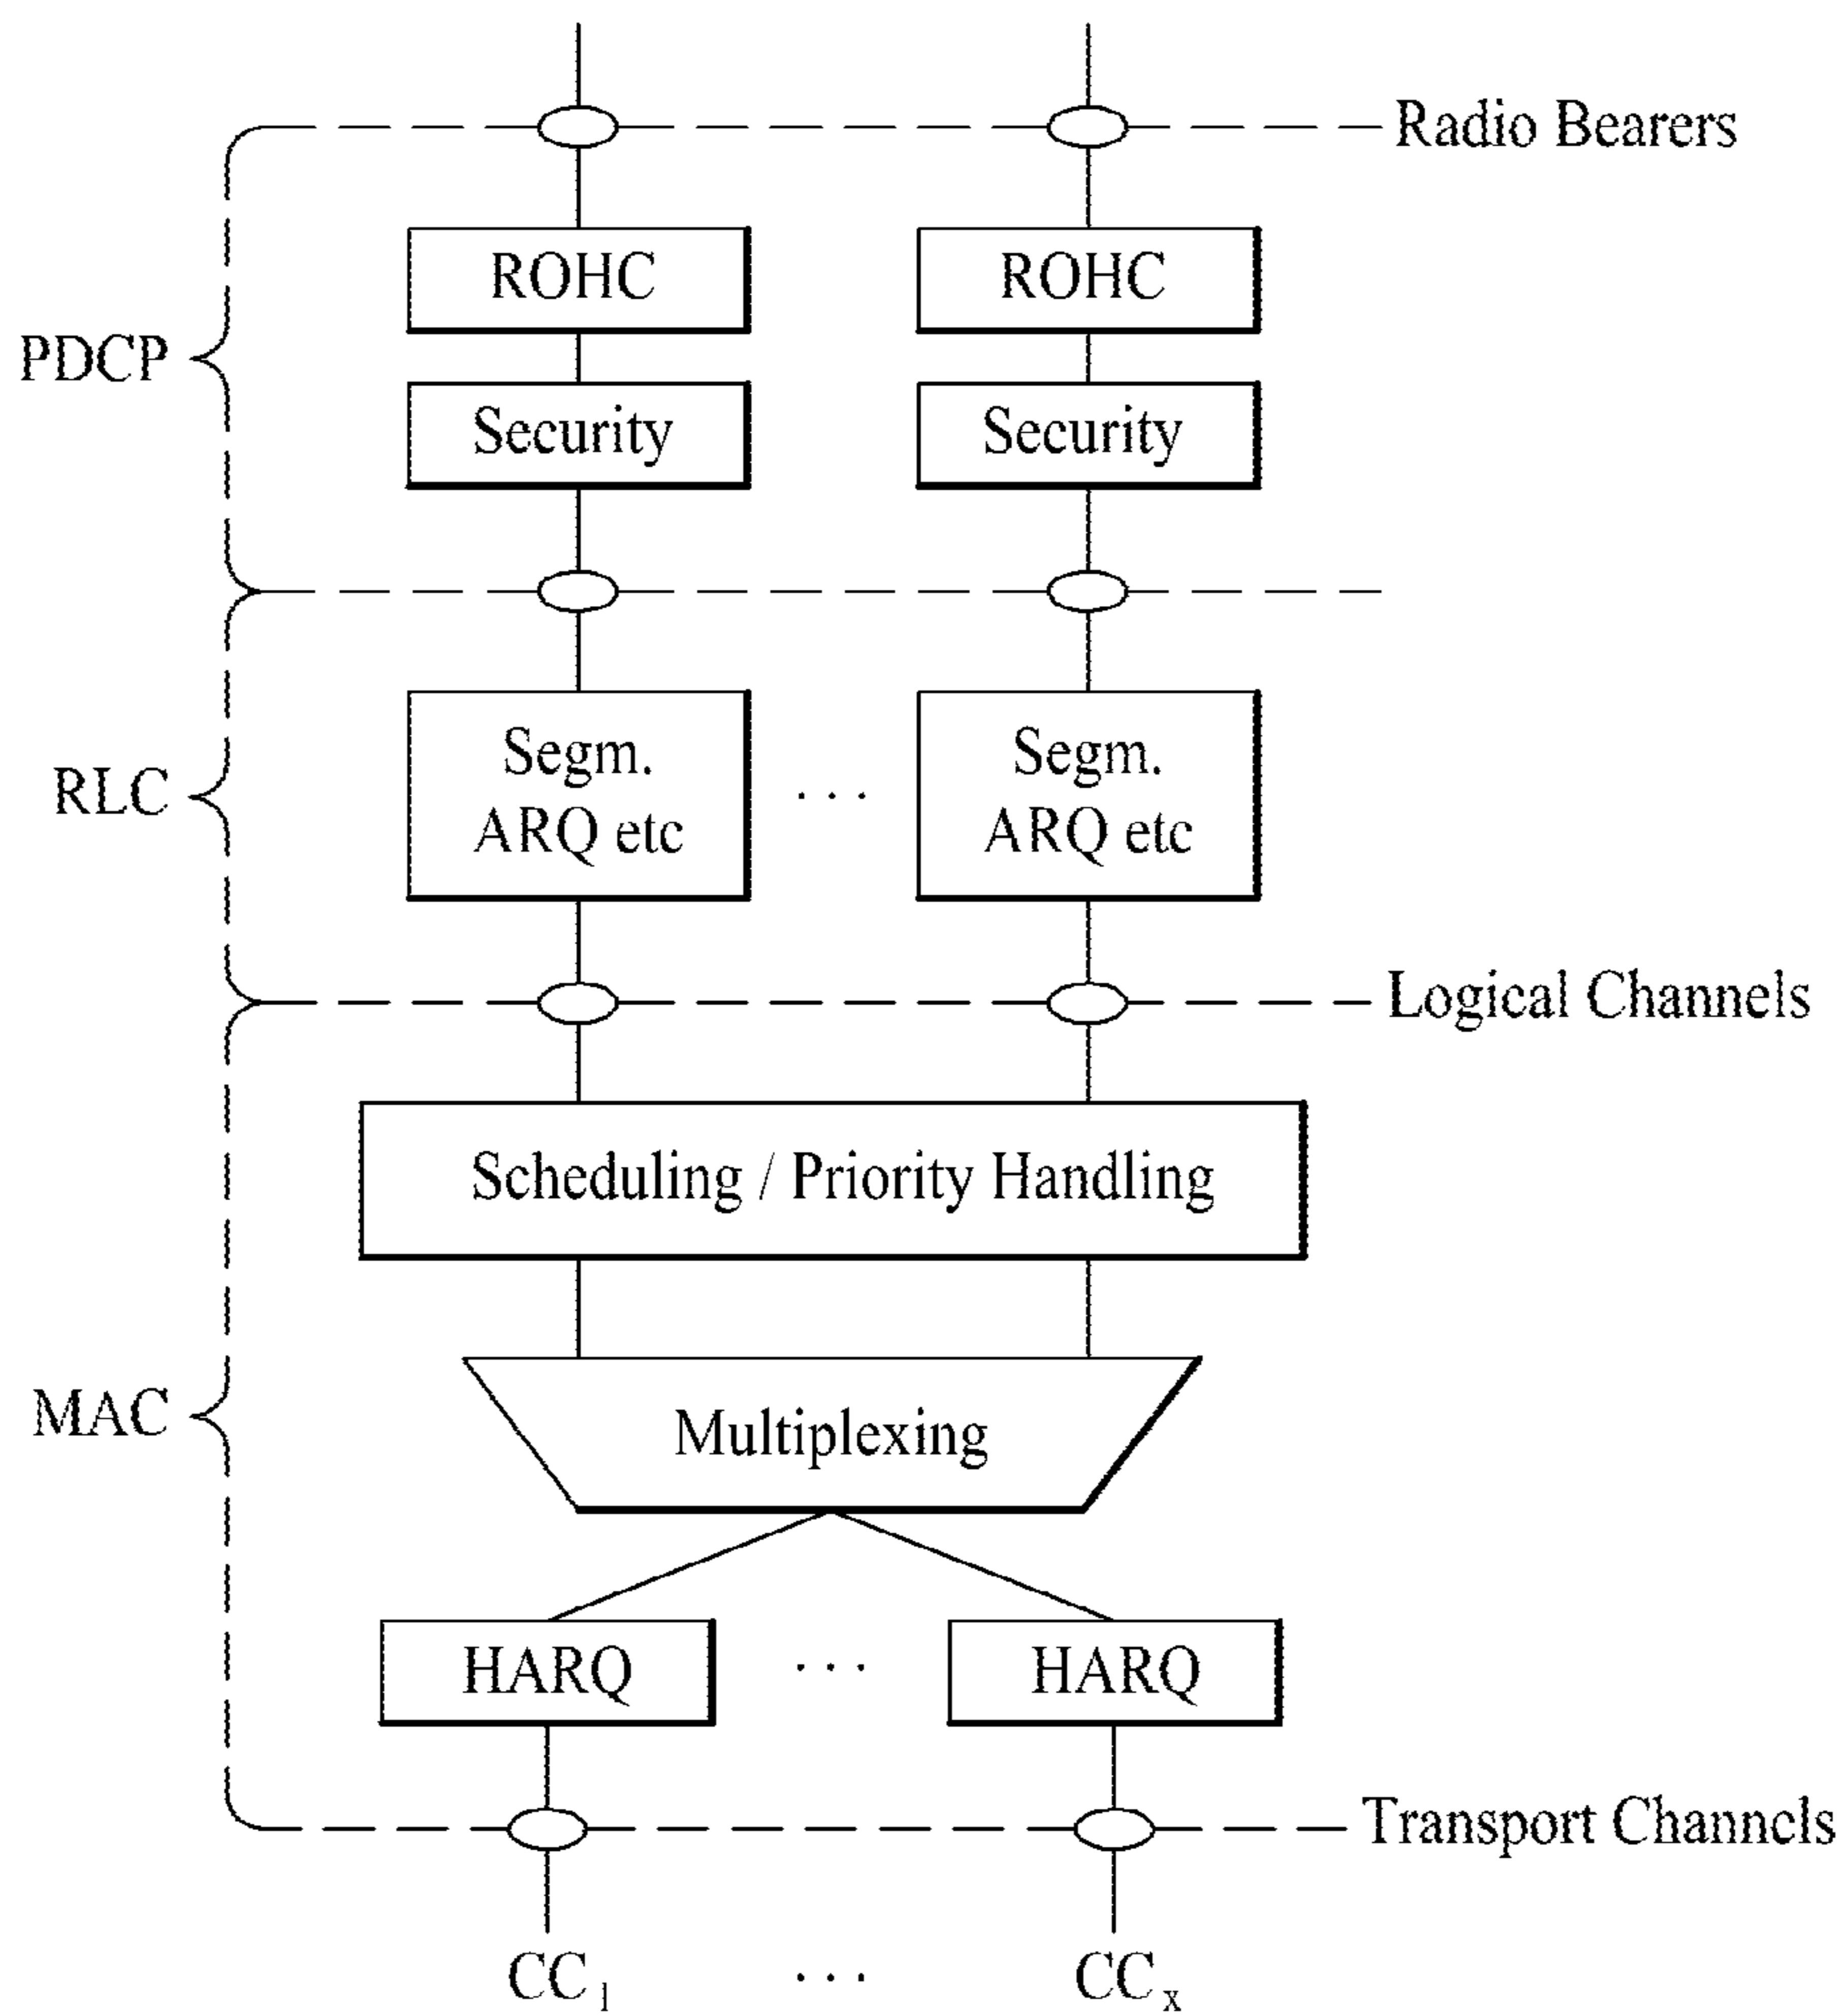 Radio Bearers
ROHC
ROHC
PDCP
Security
Security
Segm.
ARQ etc
...
Segm.
ARQ etc
RLC
Logical Channels
Scheduling / Priority Handling
MAC
Multiplexing
HARQ
...
HARQ
Transport Channels
CC1
...
CCx